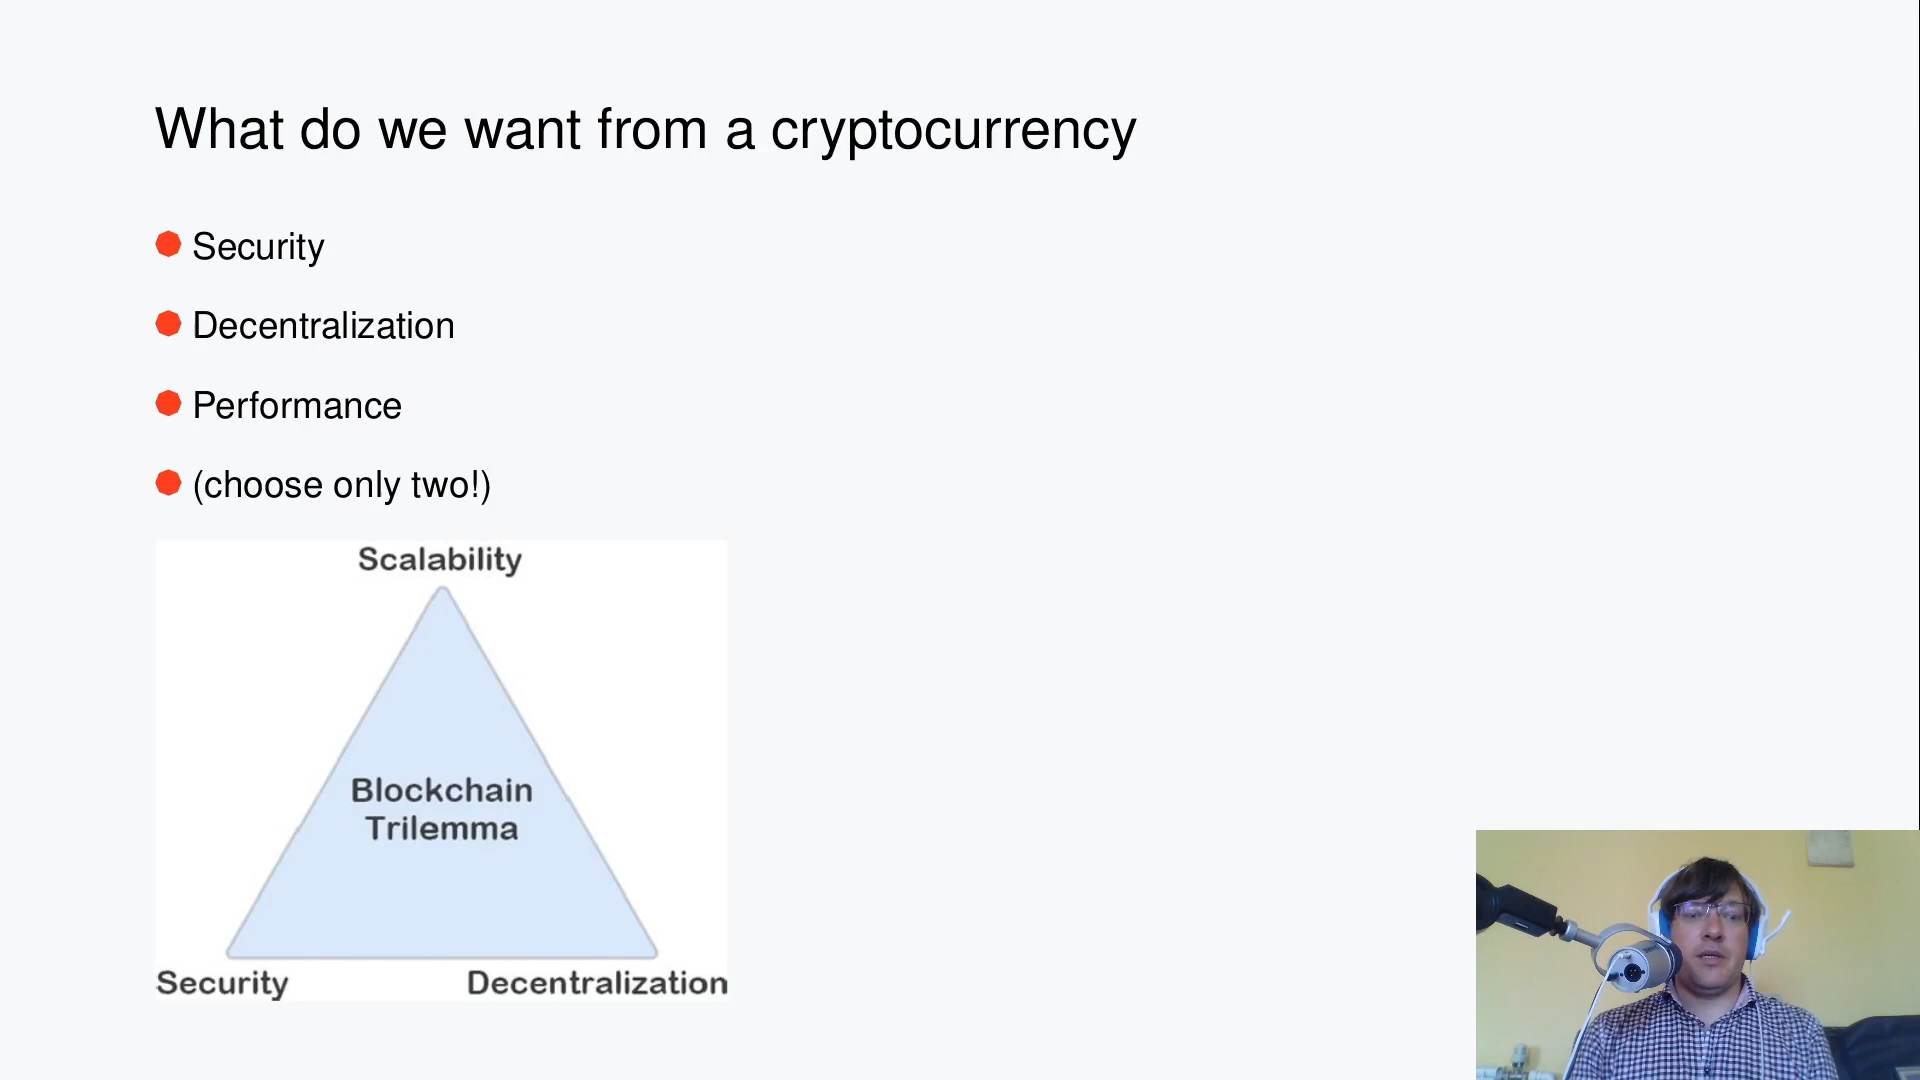 What do we want from a cryptocurrency
Security
Decentralization
Performance
(choose only two!)
Scalability
Blockchain
Trilemma
Security Decentralization